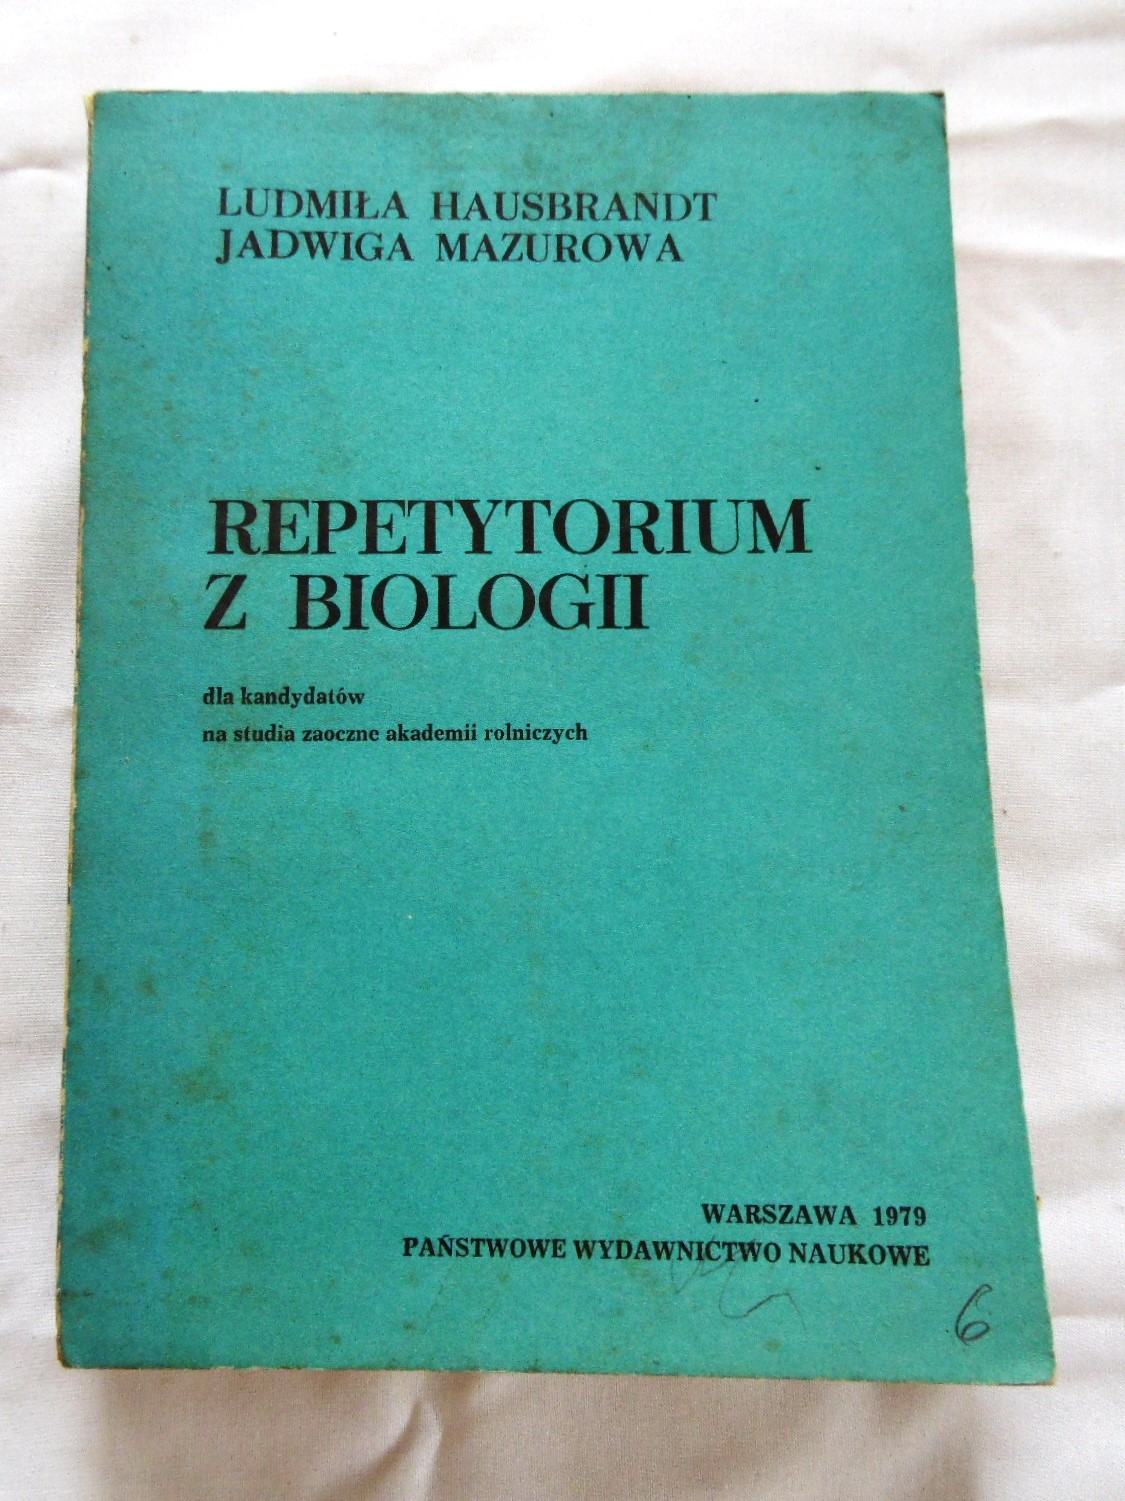 LUDMIŁA HAUSBRANDT
JADWIGA MAZUROWA
REPETYTORIUM
Z BIOLOGII
dla kandydatów
na studia zaoczne akademii rolniczych
WARSZAWA 1979
PAŃSTWOWE WYDAWNICTWO NAUKOWE
6